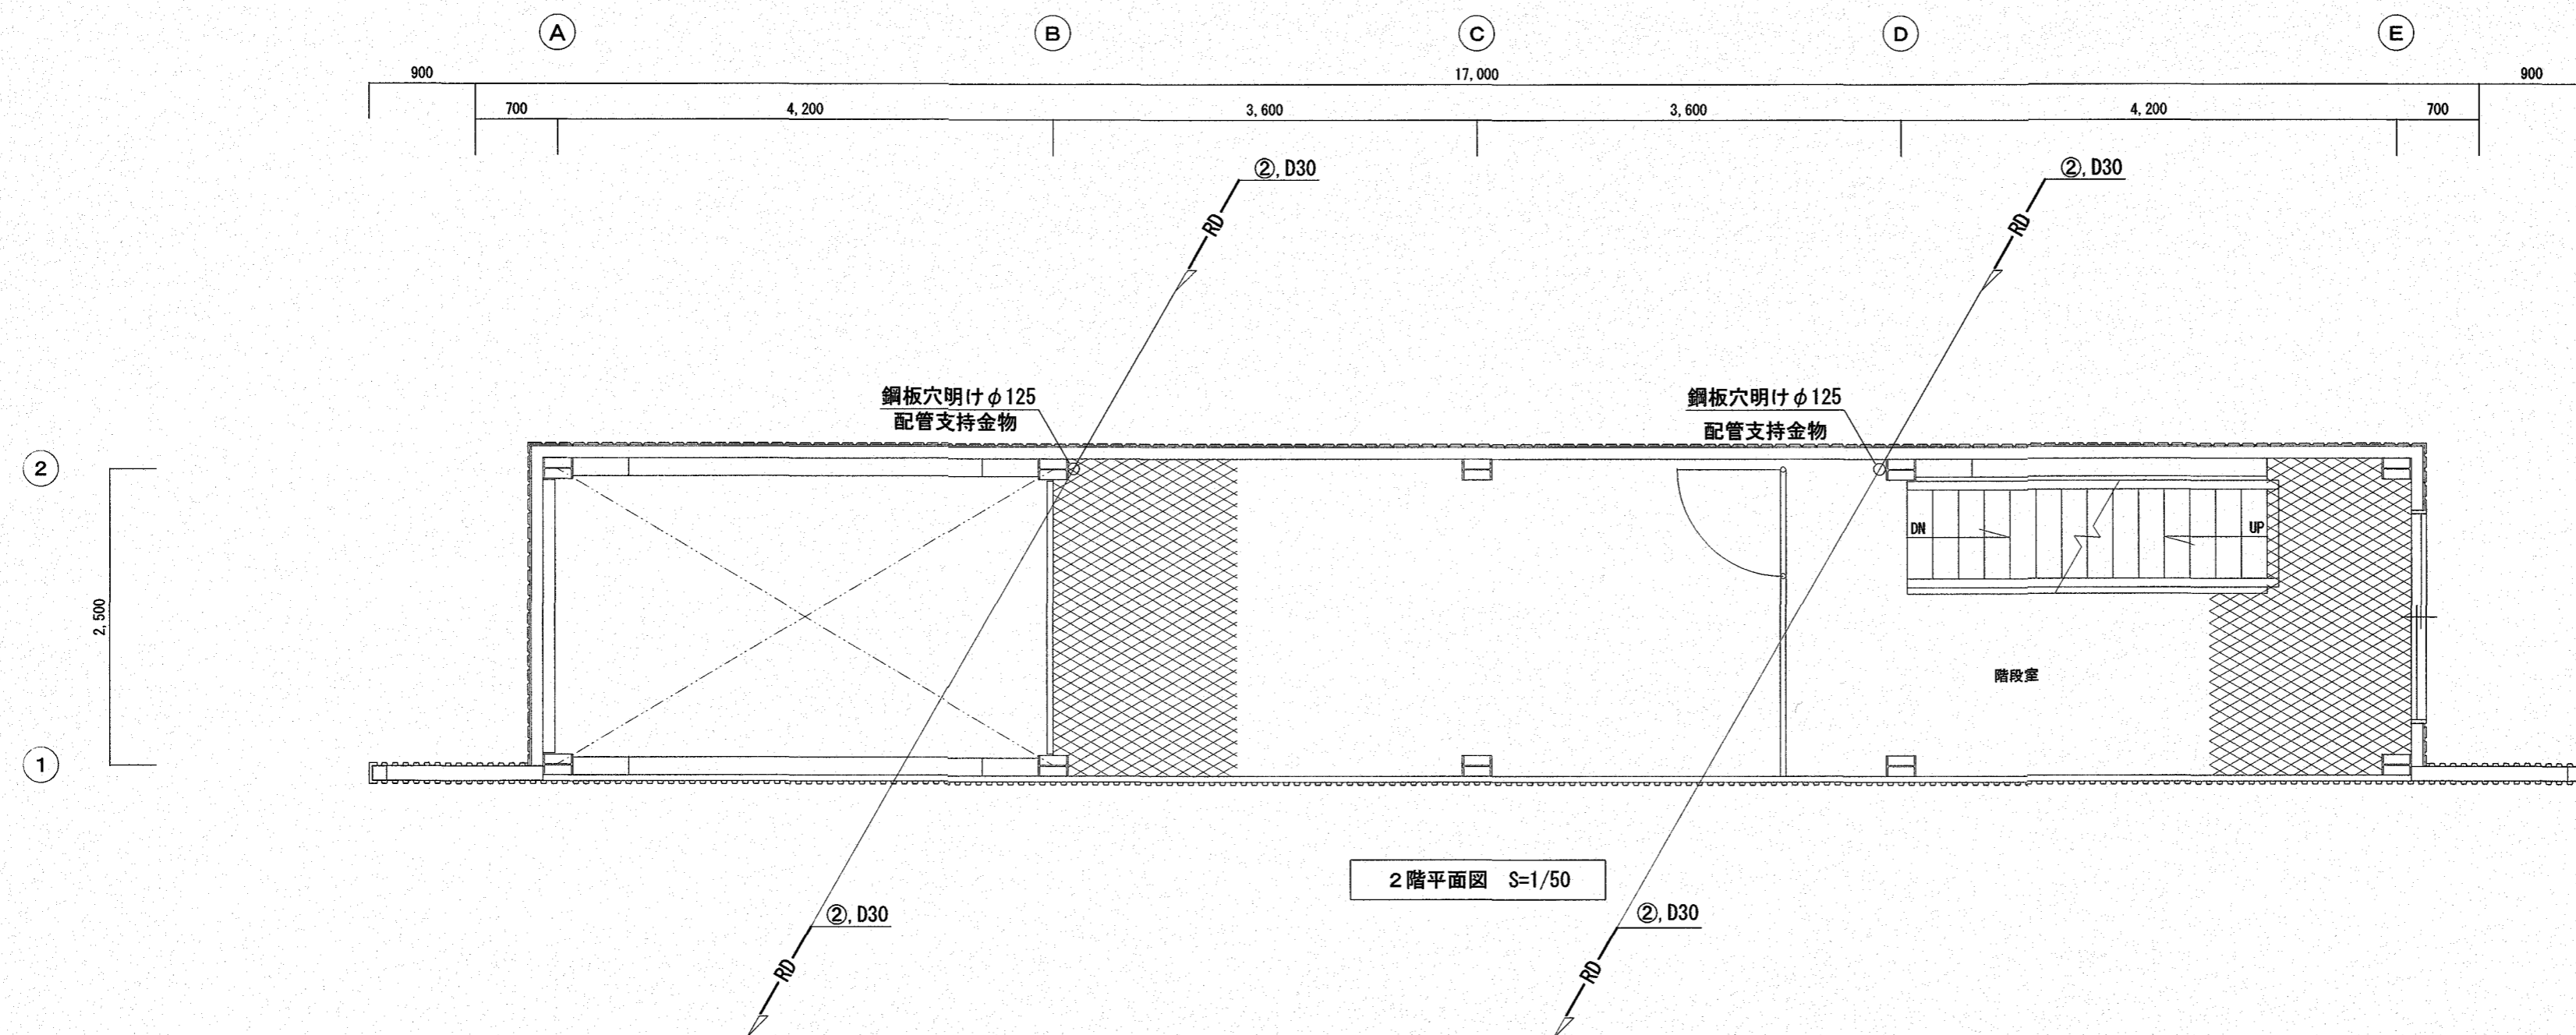 A B C D E
900 17,000 900
700 4,200 3,600 3,600 4,200 700
②,D30 ②,D30
RD RD
鋼板穴明けφ125 鋼板穴明けφ125
配管支持金物 配管支持金物
2
DN UP
2,500
階段室
1
2階平面図 S=1/50
②,D30 ②,D30
RD RD